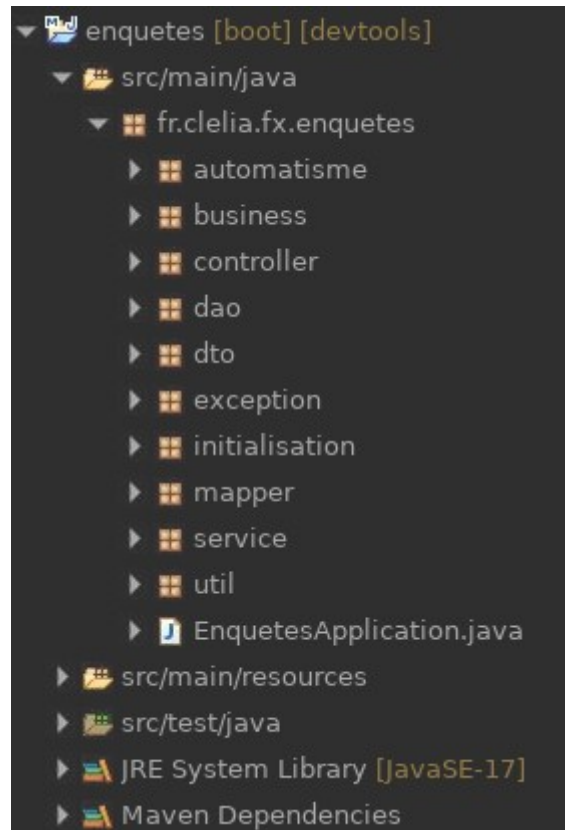 enquetes [boot] [devtools]
src/main/java
fr.clelia.fx.enquetes
automatisme
business
controller
dao
dto
exception
initialisation
mapper
service
util
EnquetesApplication.java
src/main/resources
src/test/java
JRE System Library [JavaSE-17]
Maven Dependencies